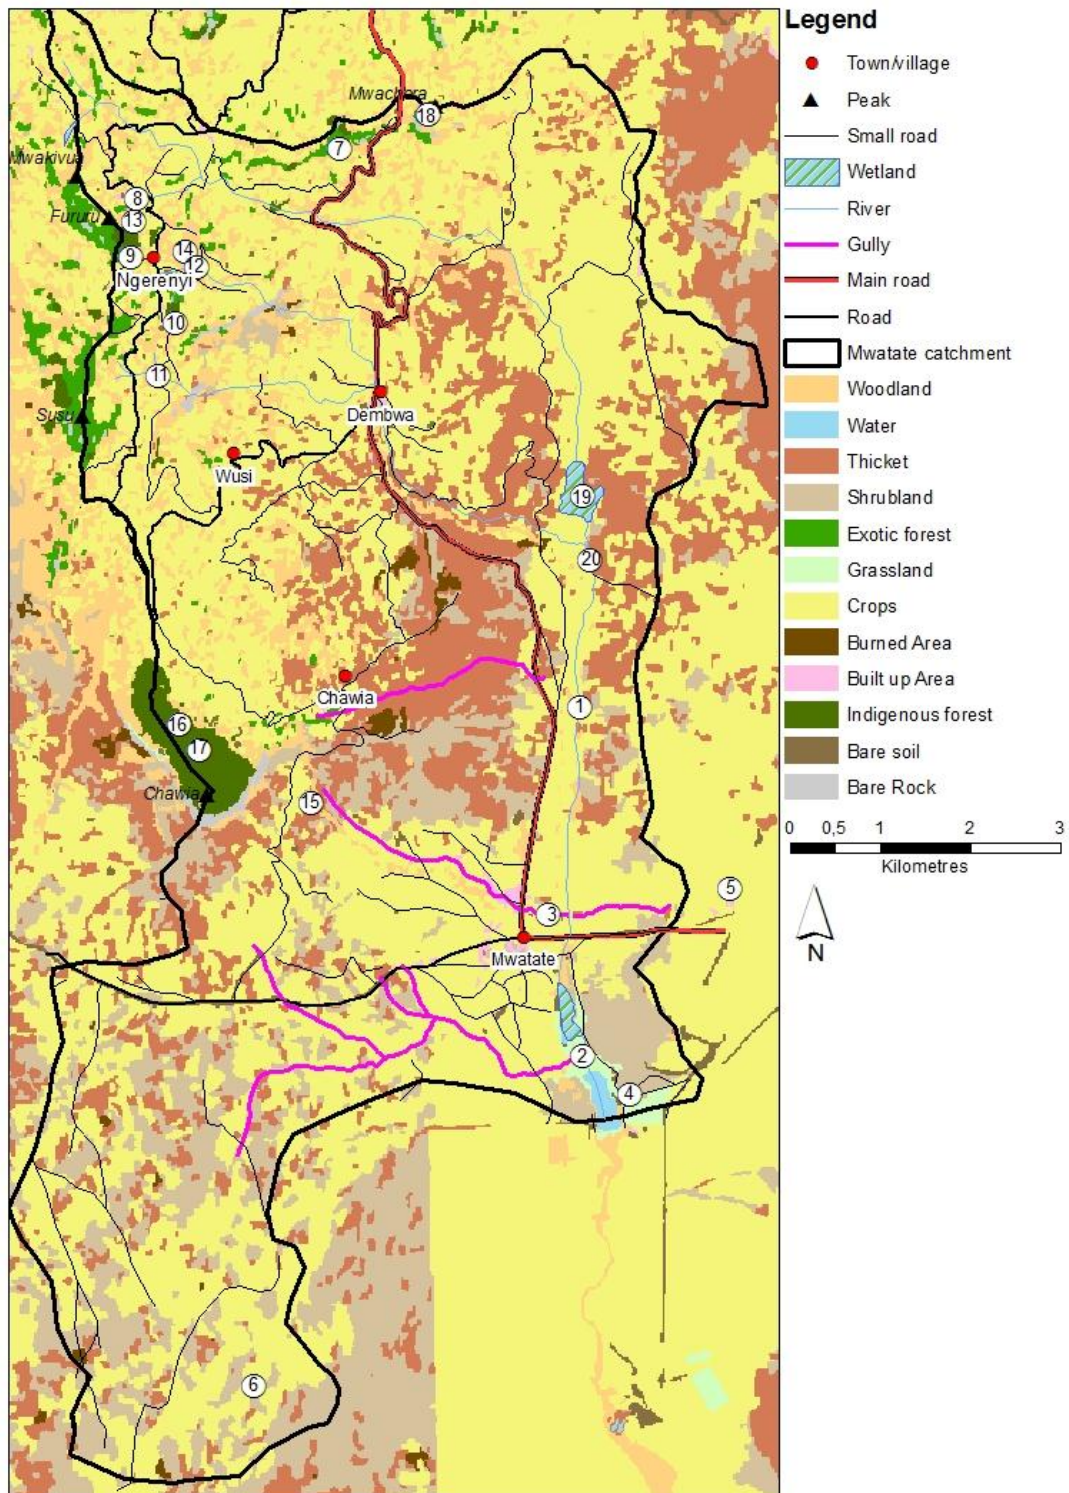 Legend
Town/village
Peak
Small road
Wetland
River
Gully
Main road
Road
Mwatate catchment
Woodland
Water
Thicket
Shrubland
Exotic forest
Grassland
Crops
Burned Area
Built up Area
Indigenous forest
Bare soil
Bare Rock
0 0,5 1 2 3
Kilometres
N
Mwachora
18
7
Mwakivua
8
Fururu
13
9
14
12
Ngerenyi
10
11
Susu
Dembwa
Wusi
19
20
Chawia
1
16
17
Chawia
15
5
3
Mwatate
2
4
6